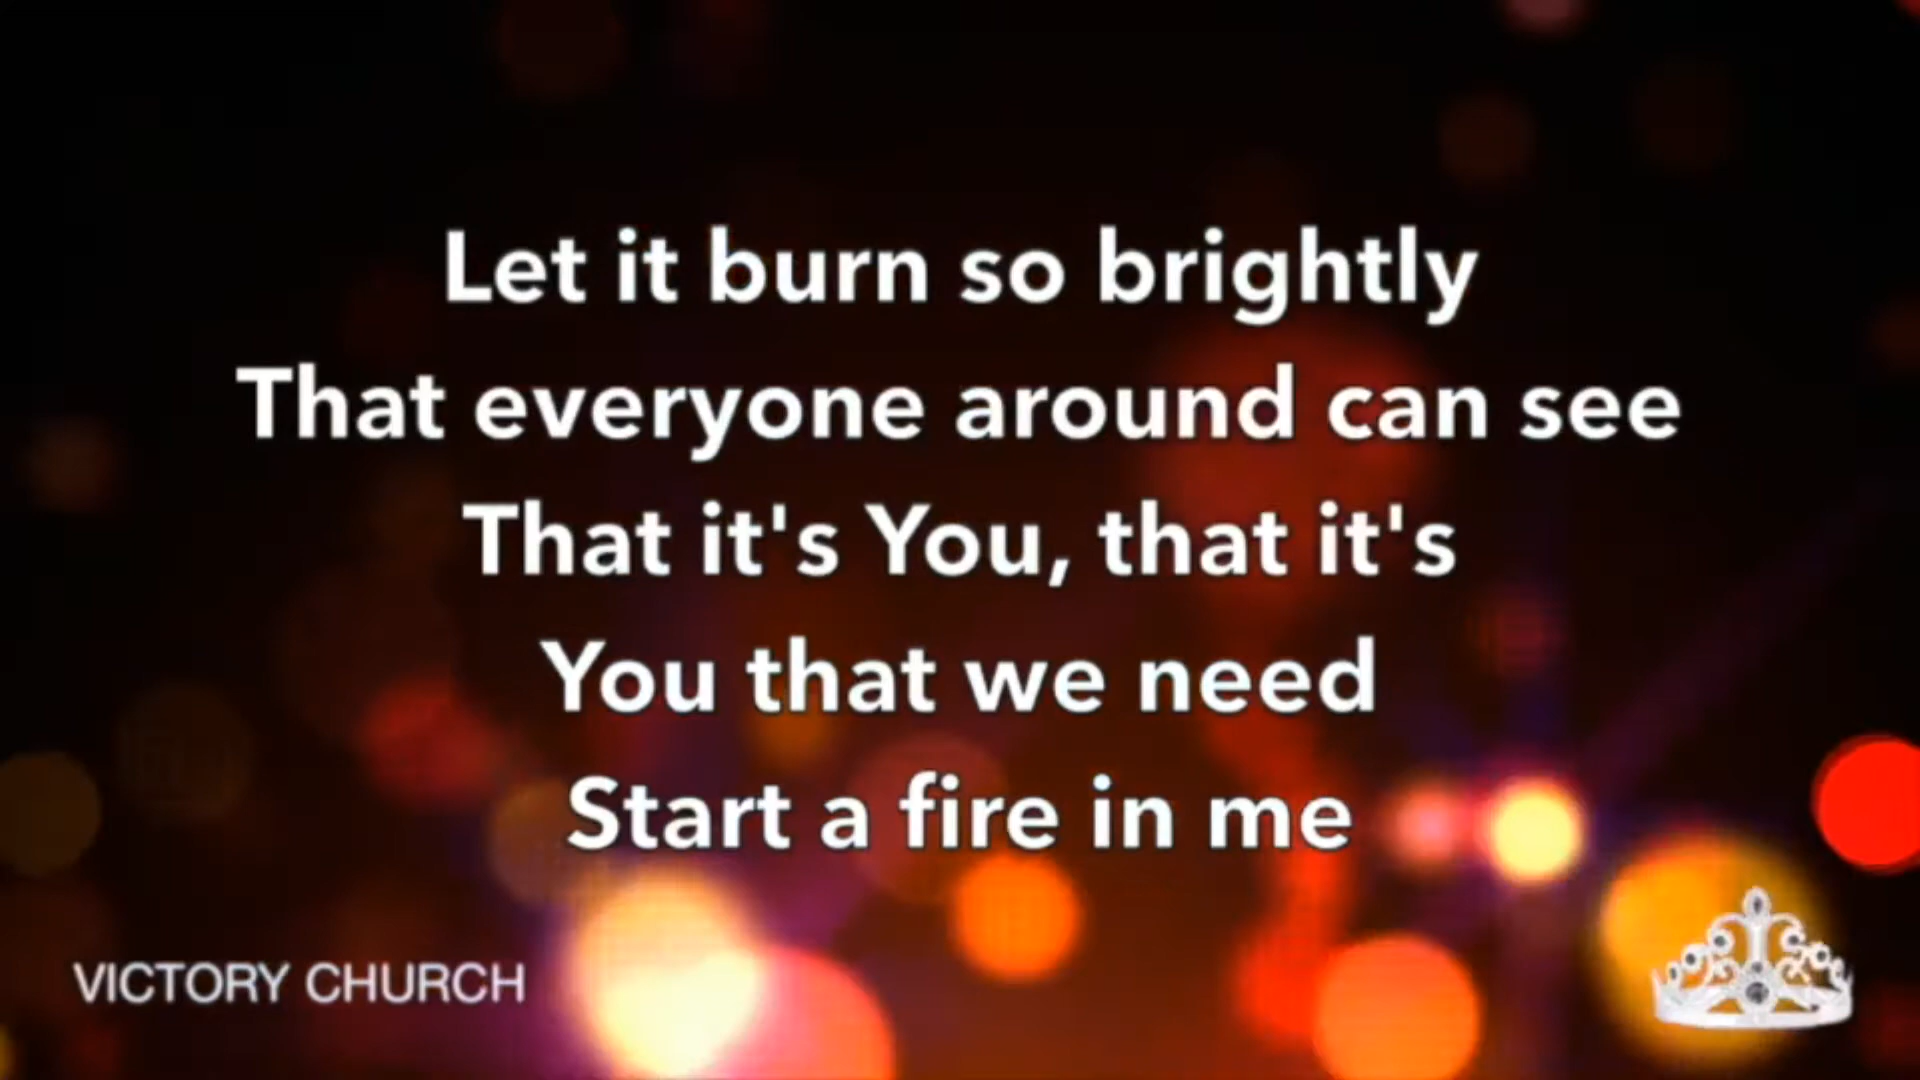 Let it burn so brightly
That everyone around can see
That it's You, that it's
You that we need
Start a fire in me
VICTORY CHURCH